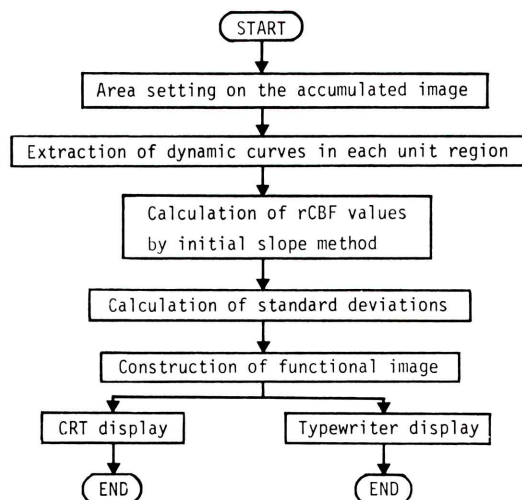 START
Area setting on the accumulated image
Extraction of dynamic curves in each unit region
Calculation of rCBF values
by initial slope method
Calculation of standard deviations
Construction of functional image
CRT display
Typewriter display
END
END